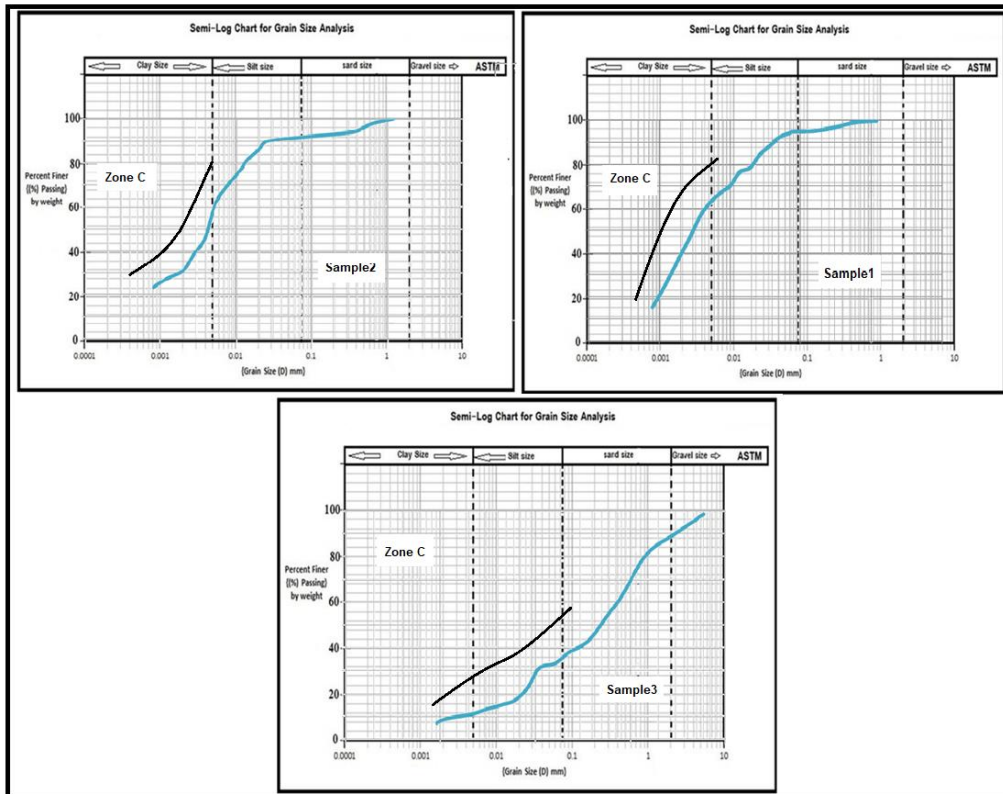 Semi-Log Chart for Grain Size Analysis
Clay Size Silt size sard size Gravel size ASTM
100
80
60
40
20
0
Percent Finer
((%) Passing)
by weight
Zone C
Sample2
0.0001 0.001 0.01 0.1 1 10
(Grain Size (D) mm)
Semi-Log Chart for Grain Size Analysis
Clay Size Silt size sard size Gravel size ASTM
100
80
60
40
20
0
Percent Finer
((%) Passing)
by weight
Zone C
Sample1
0.0001 0.001 0.01 0.1 1 10
(Grain Size (D) mm)
Semi-Log Chart for Grain Size Analysis
Clay Size Silt size sard size Gravel size ASTM
100
80
60
40
20
0
Percent Finer
((%) Passing)
by weight
Zone C
Sample3
0.0001 0.001 0.01 0.1 1 10
(Grain Size (D) mm)